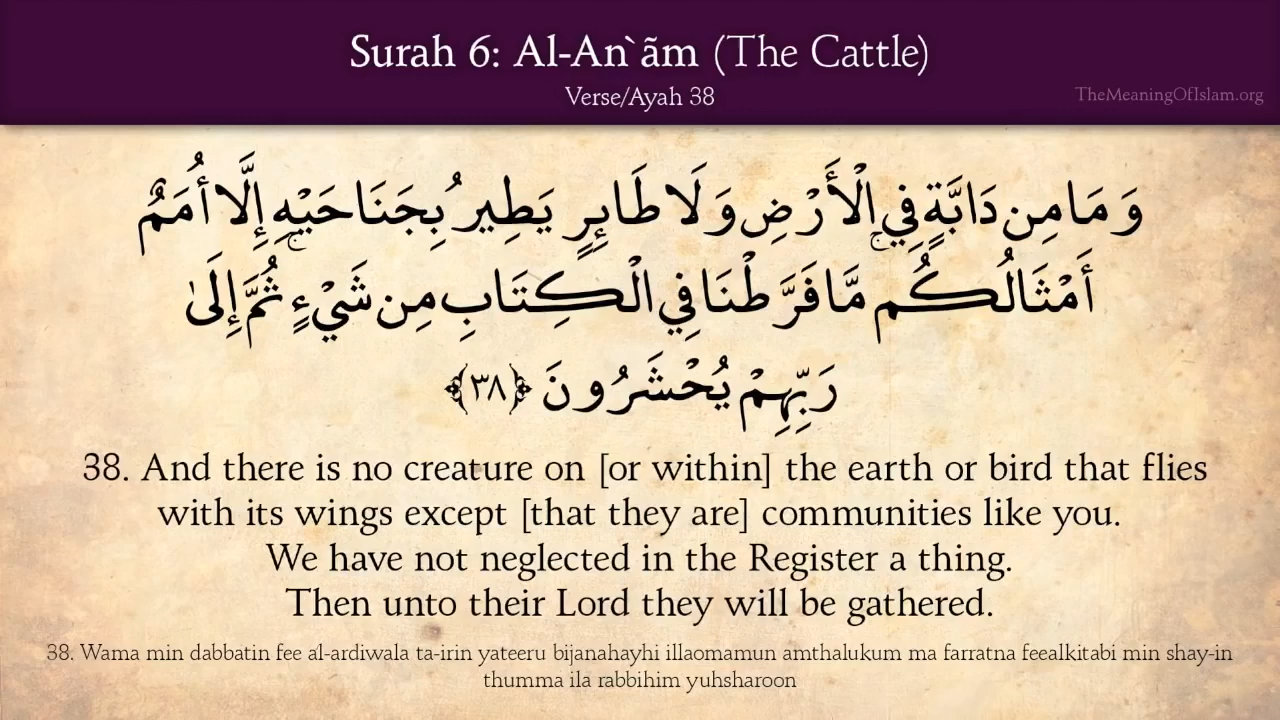 Surah 6: Al-An`ãm (The Cattle)
Verse/Ayah 38
TheMeaningOfIslam.org
وَمَا مِن دَابَّةٍ فِي الْأَرْضِ وَلَا طَائِرٍ يَطِيرُ بِجَنَاحَيْهِ إِلَّا أُمَمٌ
أَمْثَالُكُم ۚ مَّا فَرَّطْنَا فِي الْكِتَابِ مِن شَيْءٍ ۚ ثُمَّ إِلَىٰ
رَبِّهِمْ يُحْشَرُونَ ﴿٣٨﴾
38. And there is no creature on [or within] the earth or bird that flies
with its wings except [that they are] communities like you.
We have not neglected in the Register a thing.
Then unto their Lord they will be gathered.
38. Wama min dabbatin fee al-ardiwala ta-irin yateeru bijanahayhi illaomamun amthalukum ma farratna feealkitabi min shay-in
thumma ila rabbihim yuhsharoon